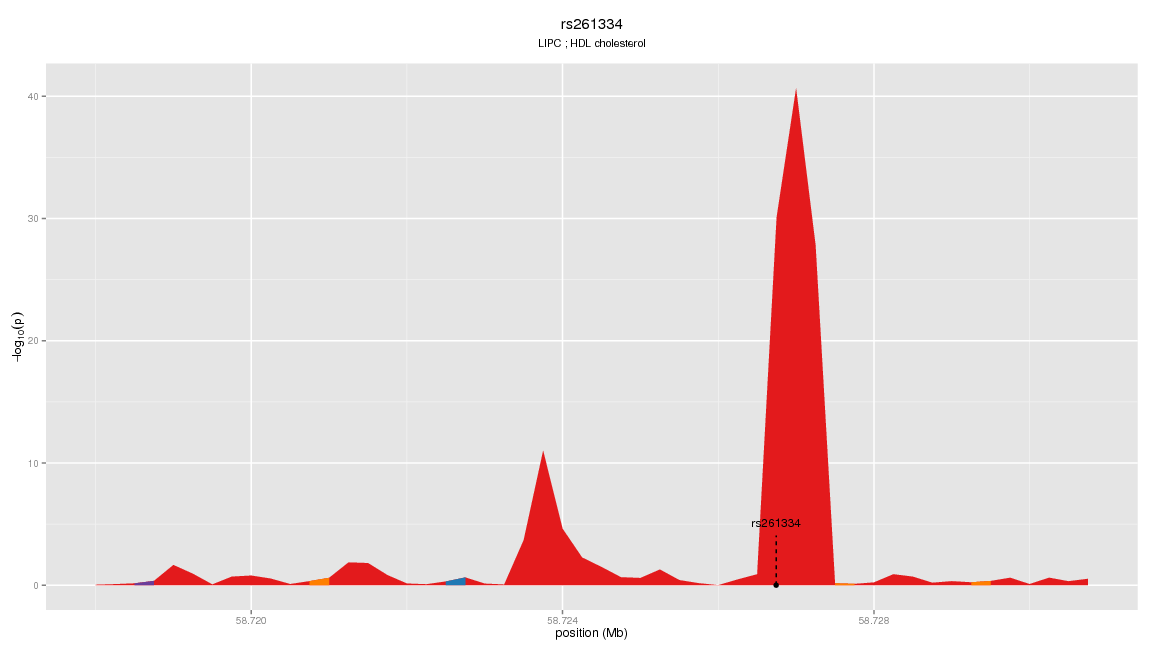 rs261334
LIPC ; HDL cholesterol
40
30
20
10
0
−log10(p)
rs261334
58.720
58.724
58.728
position (Mb)